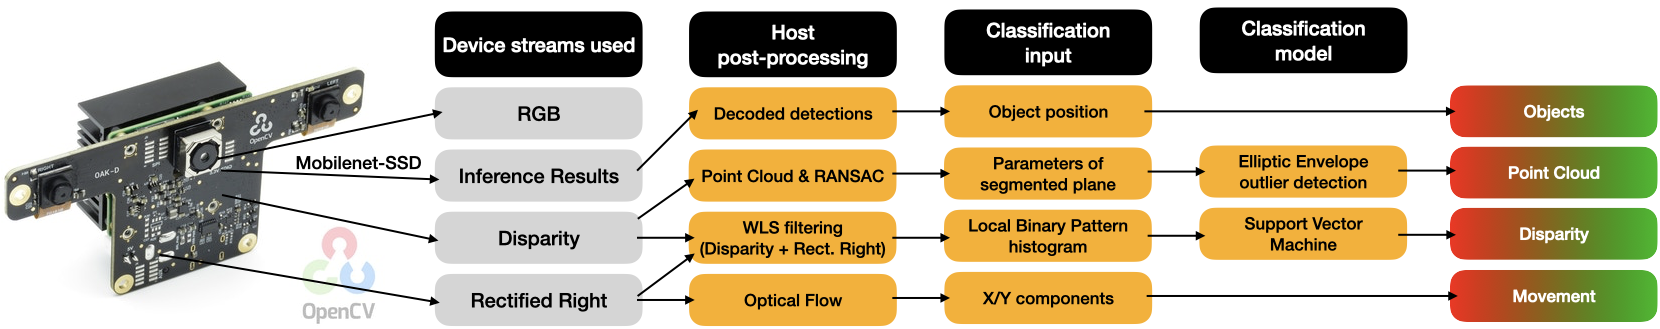 Device streams used
Host
post-processing
Classification
input
Classification
model
RGB
Decoded detections
Object position
Objects
Mobilenet-SSD
Inference Results
Point Cloud & RANSAC
Parameters of
segmented plane
Elliptic Envelope
outlier detection
Point Cloud
Disparity
WLS filtering
(Disparity + Rect. Right)
Local Binary Pattern
histogram
Support Vector
Machine
Disparity
Rectified Right
Optical Flow
X/Y components
Movement
OpenCV
OAK-D
RIGHT
LEFT
OpenCV